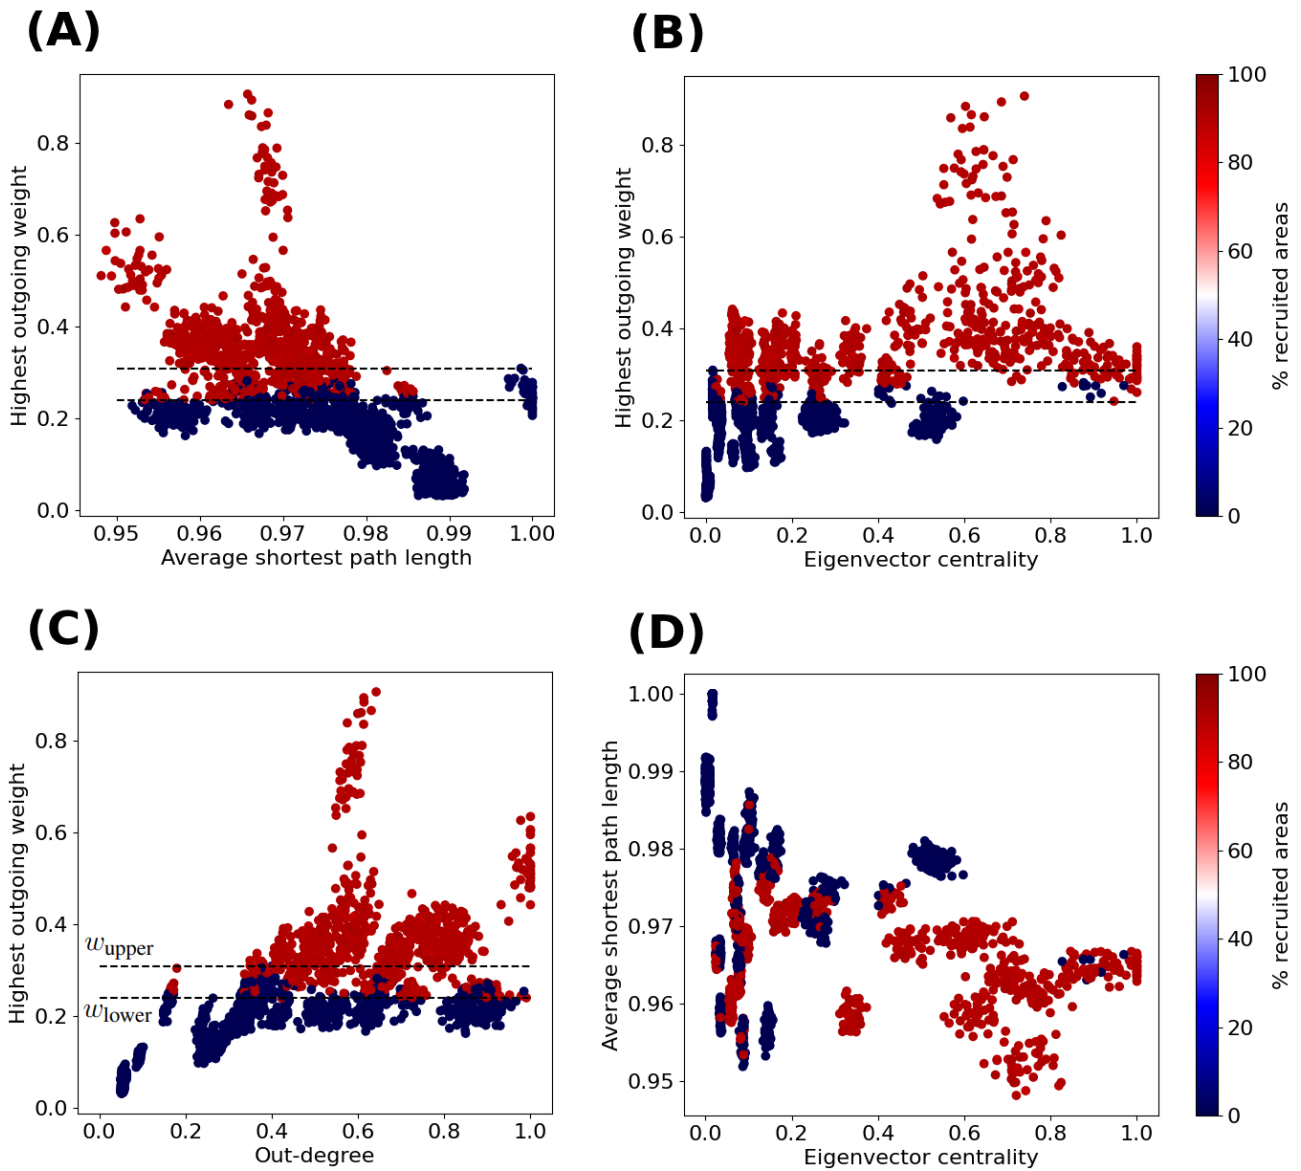 (A)
(B)
Highest outgoing weight
0.8
0.6
0.4
0.2
0.0
0.95 0.96 0.97 0.98 0.99 1.00
Average shortest path length
Highest outgoing weight
0.8
0.6
0.4
0.2
0.0
0.0 0.2 0.4 0.6 0.8 1.0
Eigenvector centrality
100
80
60
40
20
0
% recruited areas
(C)
(D)
Highest outgoing weight
0.8
0.6
0.4
0.2
0.0
w upper
w lower
0.0 0.2 0.4 0.6 0.8 1.0
Out-degree
Average shortest path length
1.00
0.99
0.98
0.97
0.96
0.95
0.0 0.2 0.4 0.6 0.8 1.0
Eigenvector centrality
100
80
60
40
20
0
% recruited areas